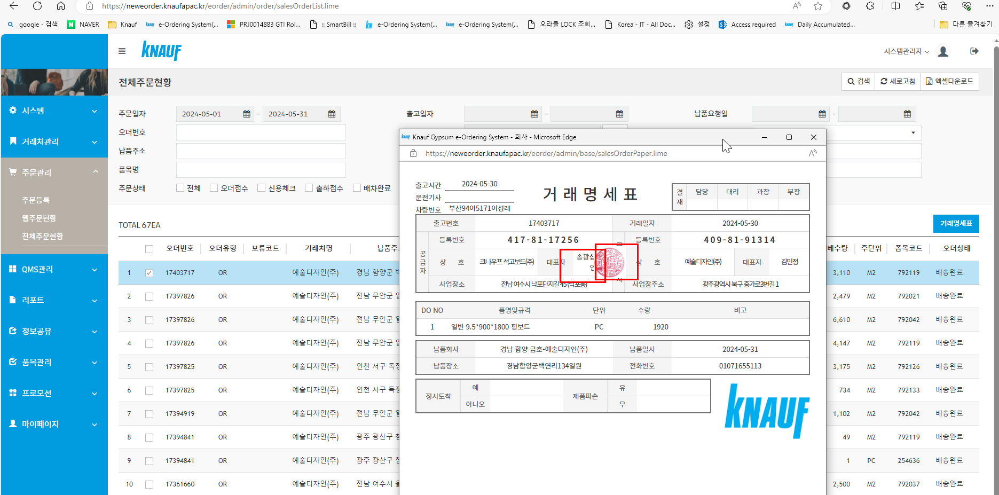 https://neweorder.knaufapac.kr/eorder/admin/order/salesOrderList.lime
google - 검색 NAVER Knauf e-Ordering System(... PRJ0014883 GTI Rol... :: SmartBill :: e-Ordering System(... e-Ordering System(... 오라클 LOCK 조회... Korea - IT - All Doc... 설정 Access required Daily Accumulated... 다른 즐겨찾기
KNAUF 시스템관리자
전체주문현황 검색 새로고침 엑셀다운로드
시스템
거래처관리
주문관리
주문등록
웹주문현황
전체주문현황
QMS관리
리포트
정보공유
품목관리
프로모션
마이페이지
주문일자 2024-05-01 - 2024-05-31 출고일자 - 납품요청일 -
오더번호
납품주소
품목명
주문상태 전체 오더접수 신용체크 출하접수 배차완료
TOTAL 67EA 거래명세표
오더번호 오더유형 보류코드 거래처명 납품주 베수량 주단위 품목코드 오더상태
1 17403717 OR 예술디자인(주) 경남 함양군 백 3,110 M2 792119 배송완료
2 17397826 OR 예술디자인(주) 전남 무안군 일 2,479 M2 792021 배송완료
3 17397826 OR 예술디자인(주) 전남 무안군 일 6,610 M2 792042 배송완료
4 17397826 OR 예술디자인(주) 전남 무안군 일 4,147 M2 792119 배송완료
5 17397825 OR 예술디자인(주) 인천 서구 독정 3,175 M2 792126 배송완료
6 17397825 OR 예술디자인(주) 인천 서구 독정 734 M2 792133 배송완료
7 17394919 OR 예술디자인(주) 전남 무안군 일 1,102 M2 792042 배송완료
8 17394841 OR 예술디자인(주) 광주 광산구 첨 49 M2 792119 배송완료
9 17394841 OR 예술디자인(주) 광주 광산구 첨 1 PC 254636 배송완료
10 17361660 OR 예술디자인(주) 전남 여수시 율 2,500 M2 792037 배송완료
Knauf Gypsum e-Ordering System - 회사 - Microsoft Edge
https://neweorder.knaufapac.kr/eorder/admin/base/salesOrderPaper.lime
출고시간 2024-05-30
운전기사
차량번호 부산94아5171이성래
거 래 명 세 표
결재 담당 대리 과장 부장
출고번호 17403717 거래일자 2024-05-30
공급자 등록번호 417-81-17256 등록번호 409-81-91314
상 호 크나우프 석고보드(주) 대표자 송광섭 인 상 호 예술디자인(주) 대표자 김민정
사업장소 전남 여수시 낙포단지길 45 (낙포동) 사업장주소 광주광역시 북구 중가로3번길 1
DO NO 품명및규격 단위 수량 비고
1 일반 9.5*900*1800 평보드 PC 1920
납품회사 경남 함양 금호-예술디자인(주) 납품일시 2024-05-31
납품장소 경남함양군백연리134일원 전화번호 01071655113
정시도착 예 제품파손 유
아니오 무
KNAUF